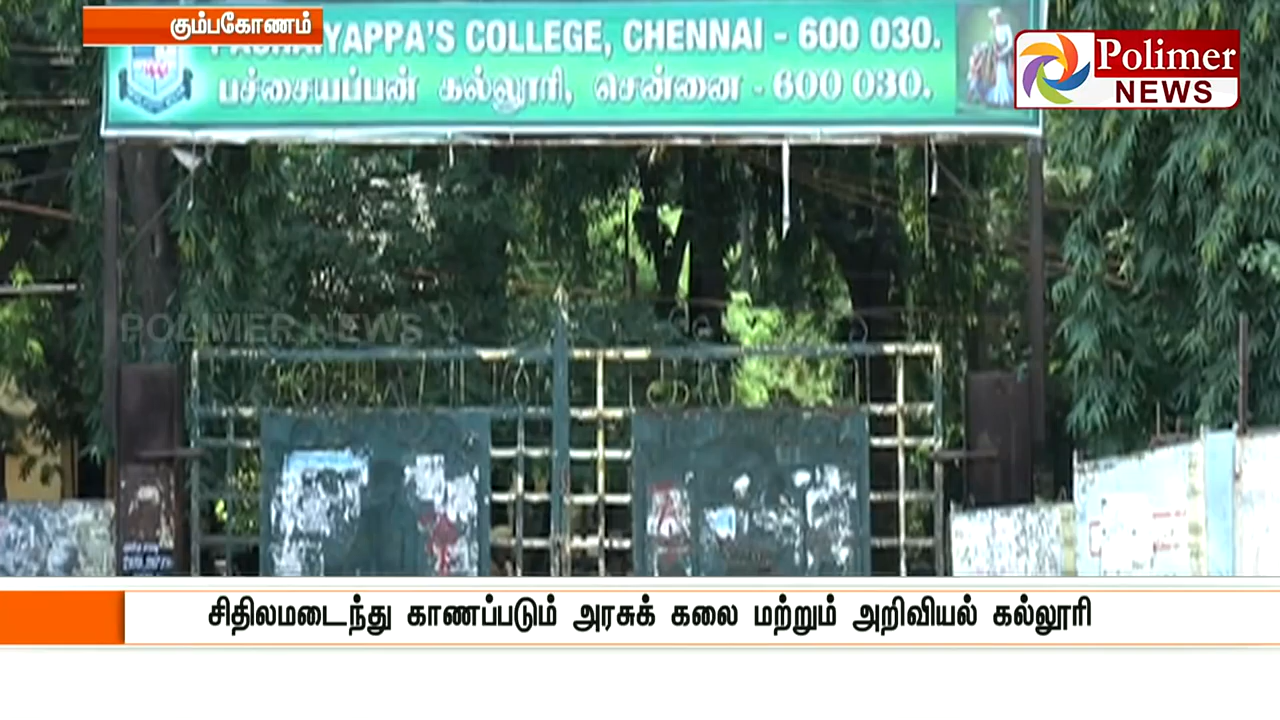 கும்பகோணம்
YAPPA'S COLLEGE, CHENNAI - 600 030.
பச்சையப்பன் கல்லூரி, சென்னை - 600 030.
Polimer
NEWS
POLIMER NEWS
சிதிலமடைந்து காணப்படும் அரசுக் கலை மற்றும் அறிவியல் கல்லூரி